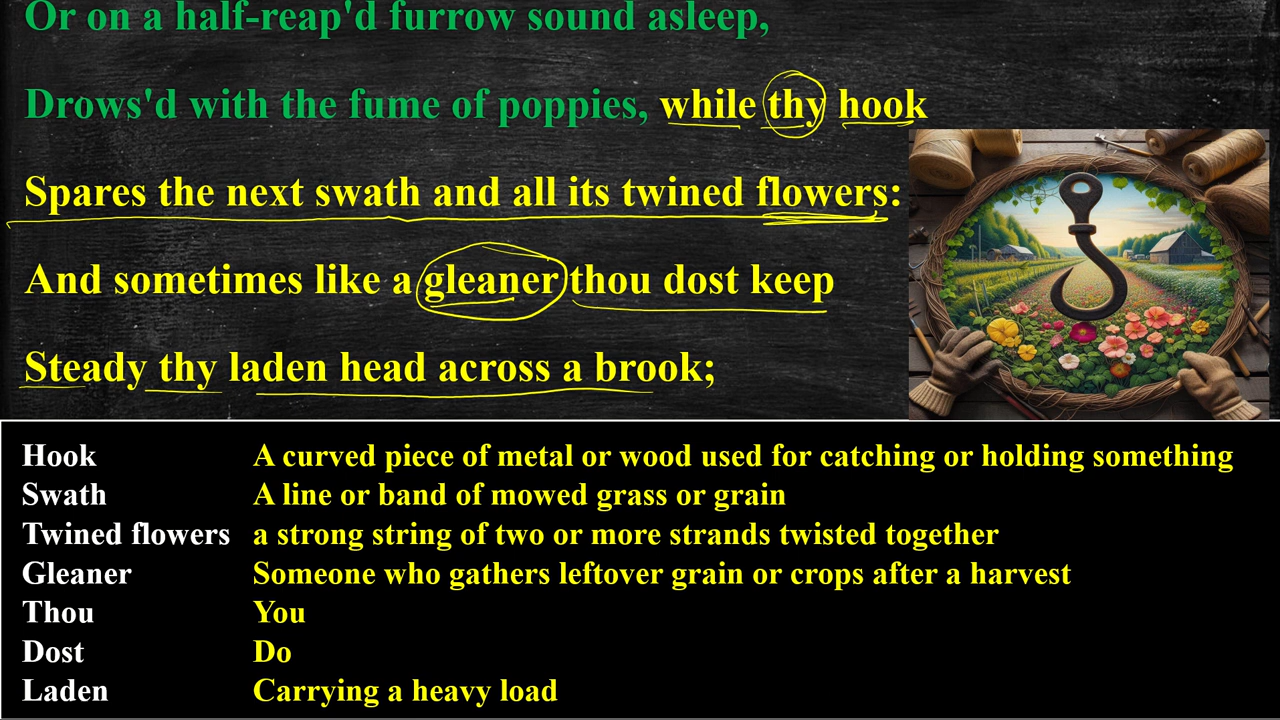 Or on a half-reap'd furrow sound asleep,
Drows'd with the fume of poppies, while thy hook
Spares the next swath and all its twined flowers:
And sometimes like a gleaner thou dost keep
Steady thy laden head across a brook;
Hook A curved piece of metal or wood used for catching or holding something
Swath A line or band of mowed grass or grain
Twined flowers a strong string of two or more strands twisted together
Gleaner Someone who gathers leftover grain or crops after a harvest
Thou You
Dost Do
Laden Carrying a heavy load